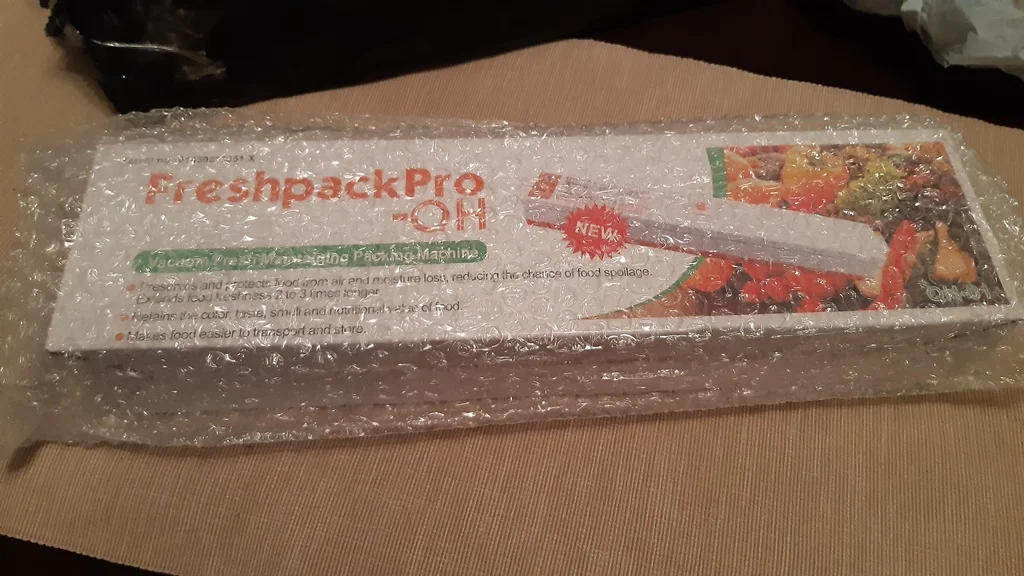 FreshpackPro
-QH
NEW
Packing Machine
Preserves and protects food from air and moisture loss, reducing the chance of food spoilage.
Extends food freshness 2 to 3 times longer.
Retains the color, taste, smell and nutritional value of food.
Makes food easier to transport and store.